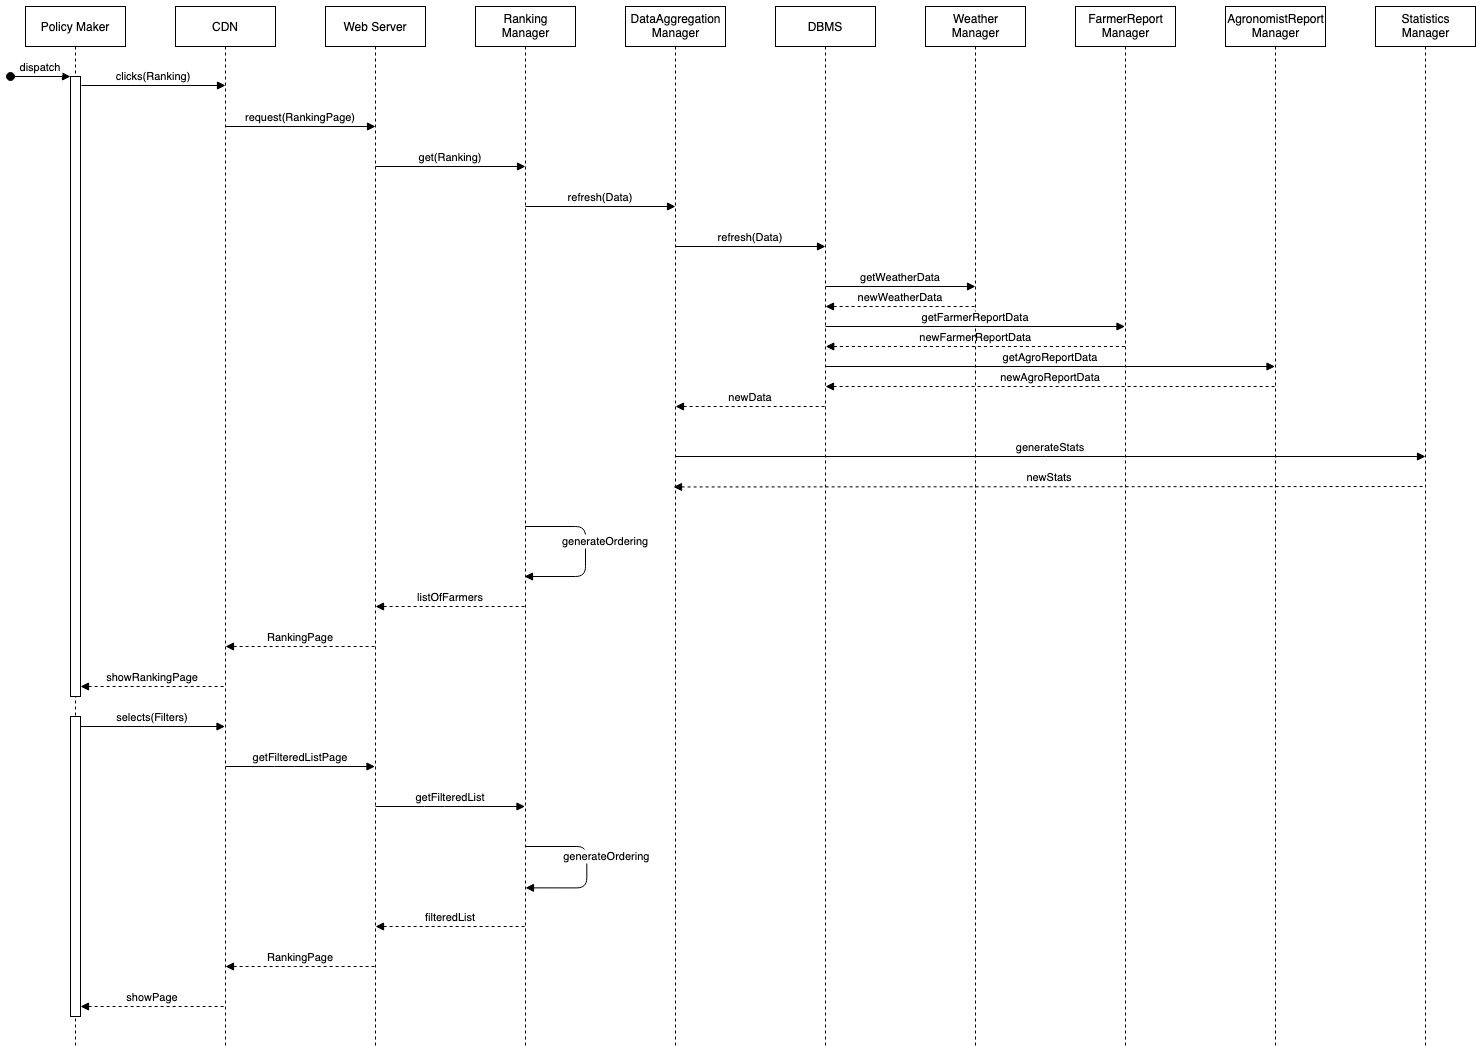 Policy Maker
CDN
Web Server
Ranking
Manager
DataAggregation
Manager
DBMS
Weather
Manager
FarmerReport
Manager
AgronomistReport
Manager
Statistics
Manager
dispatch
clicks(Ranking)
request(RankingPage)
get(Ranking)
refresh(Data)
refresh(Data)
getWeatherData
newWeatherData
getFarmerReportData
newFarmerReportData
getAgroReportData
newAgroReportData
newData
generateStats
newStats
generateOrdering
listOfFarmers
RankingPage
showRankingPage
selects(Filters)
getFilteredListPage
getFilteredList
generateOrdering
filteredList
RankingPage
showPage